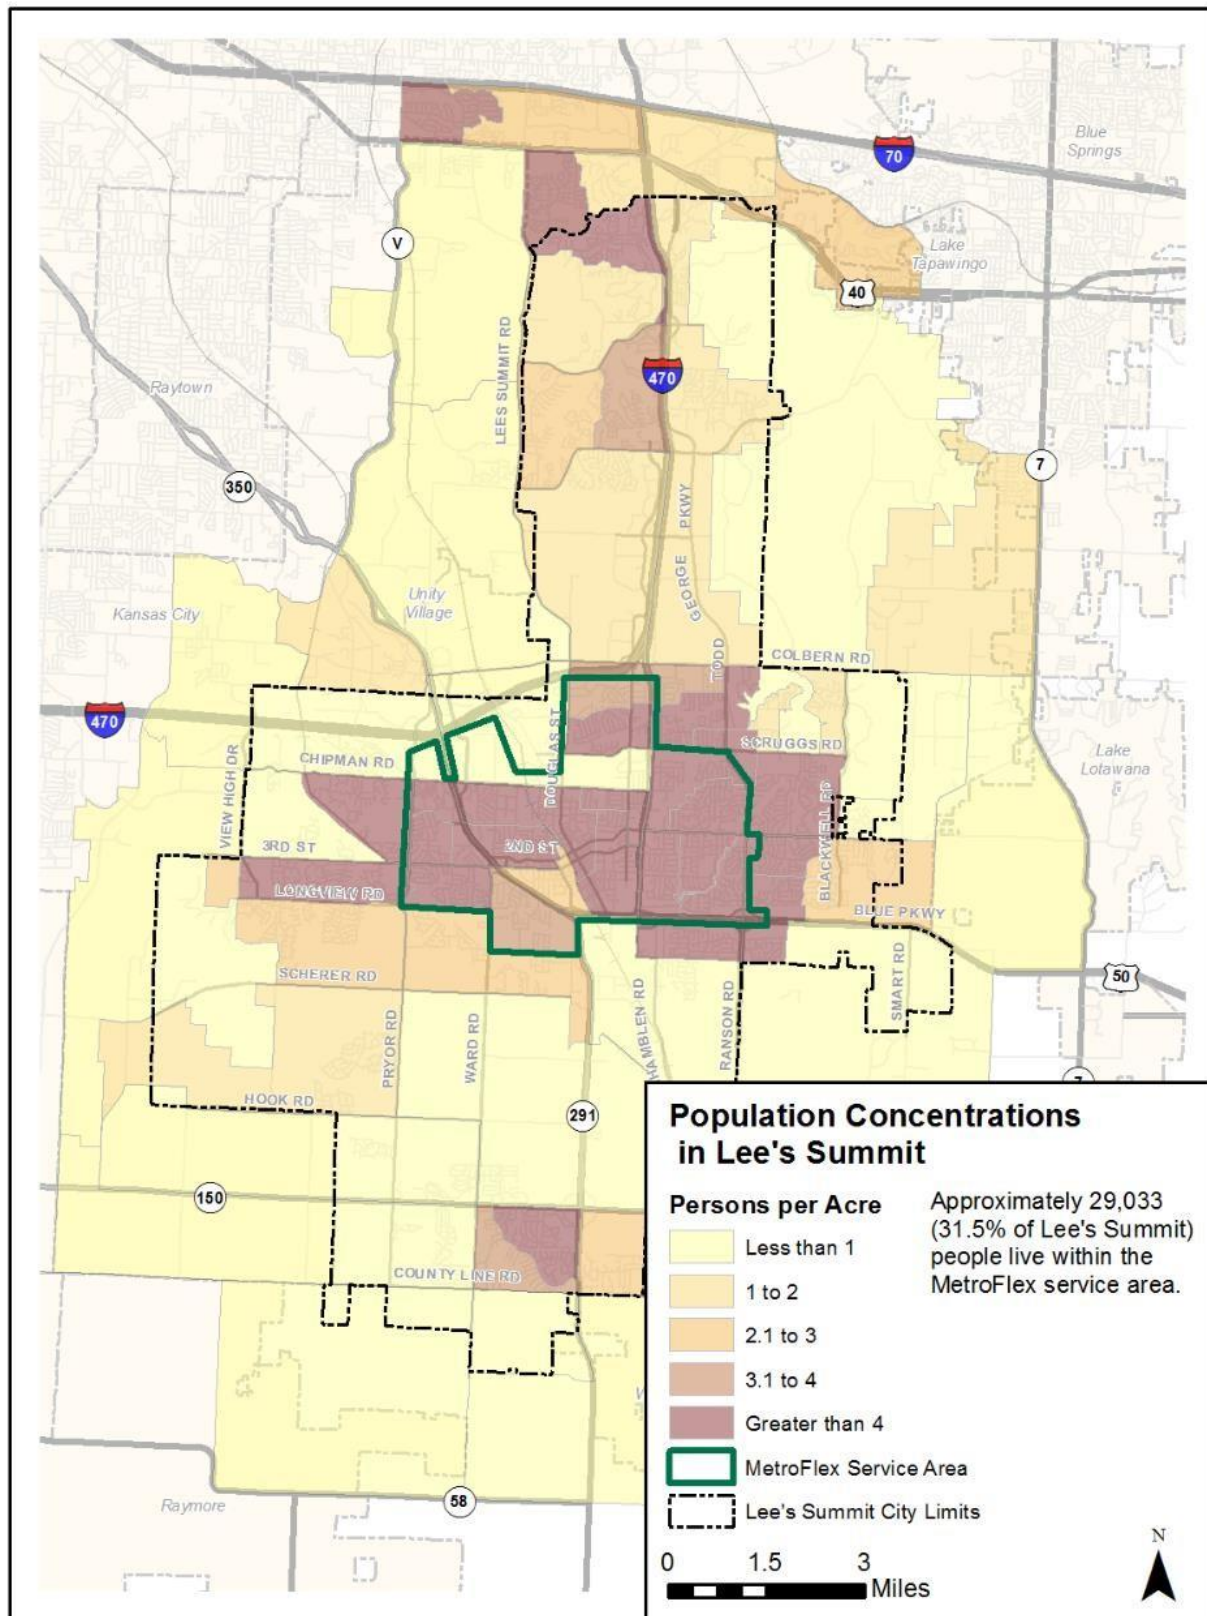 70
Blue
Springs
V
Lake
Tapawingo
40
LEES SUMMIT RD
470
Raytown
7
350
GEORGE PKWY
Unity
Village
Kansas City
TODD
COLBERN RD
470
DOUGLAS ST
SCRUGGS RD
VIEW HIGH DR
CHIPMAN RD
Lake
Lotawana
BLACKWELL RD
3RD ST
2ND ST
LONGVIEW RD
BLUE PKWY
SCHERER RD
SMART RD
50
PRYOR RD
WARD RD
HAMBLEN RD
RANSON RD
7
HOOK RD
291
150
COUNTY LINE RD
58
Raymore
Population Concentrations
in Lee's Summit
Persons per Acre
Less than 1
1 to 2
2.1 to 3
3.1 to 4
Greater than 4
MetroFlex Service Area
Lee's Summit City Limits
Approximately 29,033
(31.5% of Lee's Summit)
people live within the
MetroFlex service area.
0 1.5 3
Miles
N